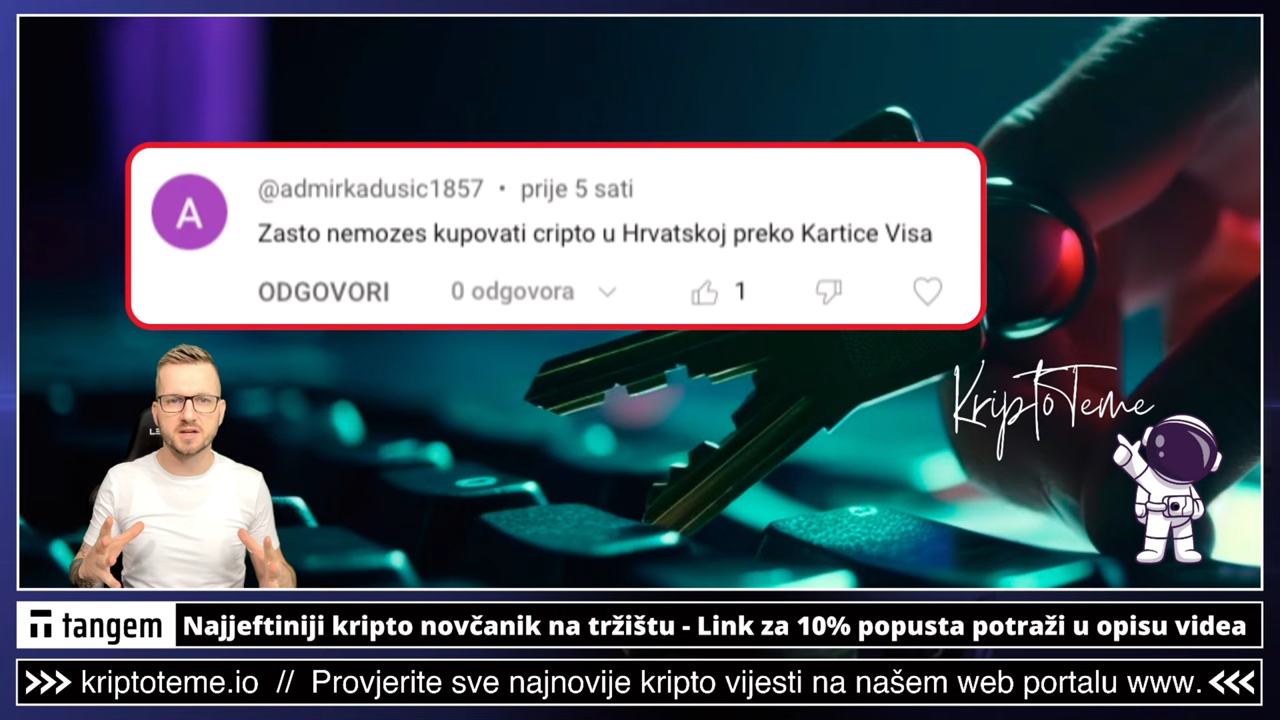 A
@admirkadusic1857 • prije 5 sati
Zasto nemozes kupovati cripto u Hrvatskoj preko Kartice Visa
ODGOVORI 0 odgovora 1
LE
KriptoTeme
tangem Najjeftiniji kripto novčanik na tržištu - Link za 10% popusta potraži u opisu videa
>>> kriptoteme.io // Provjerite sve najnovije kripto vijesti na našem web portalu www. <<<